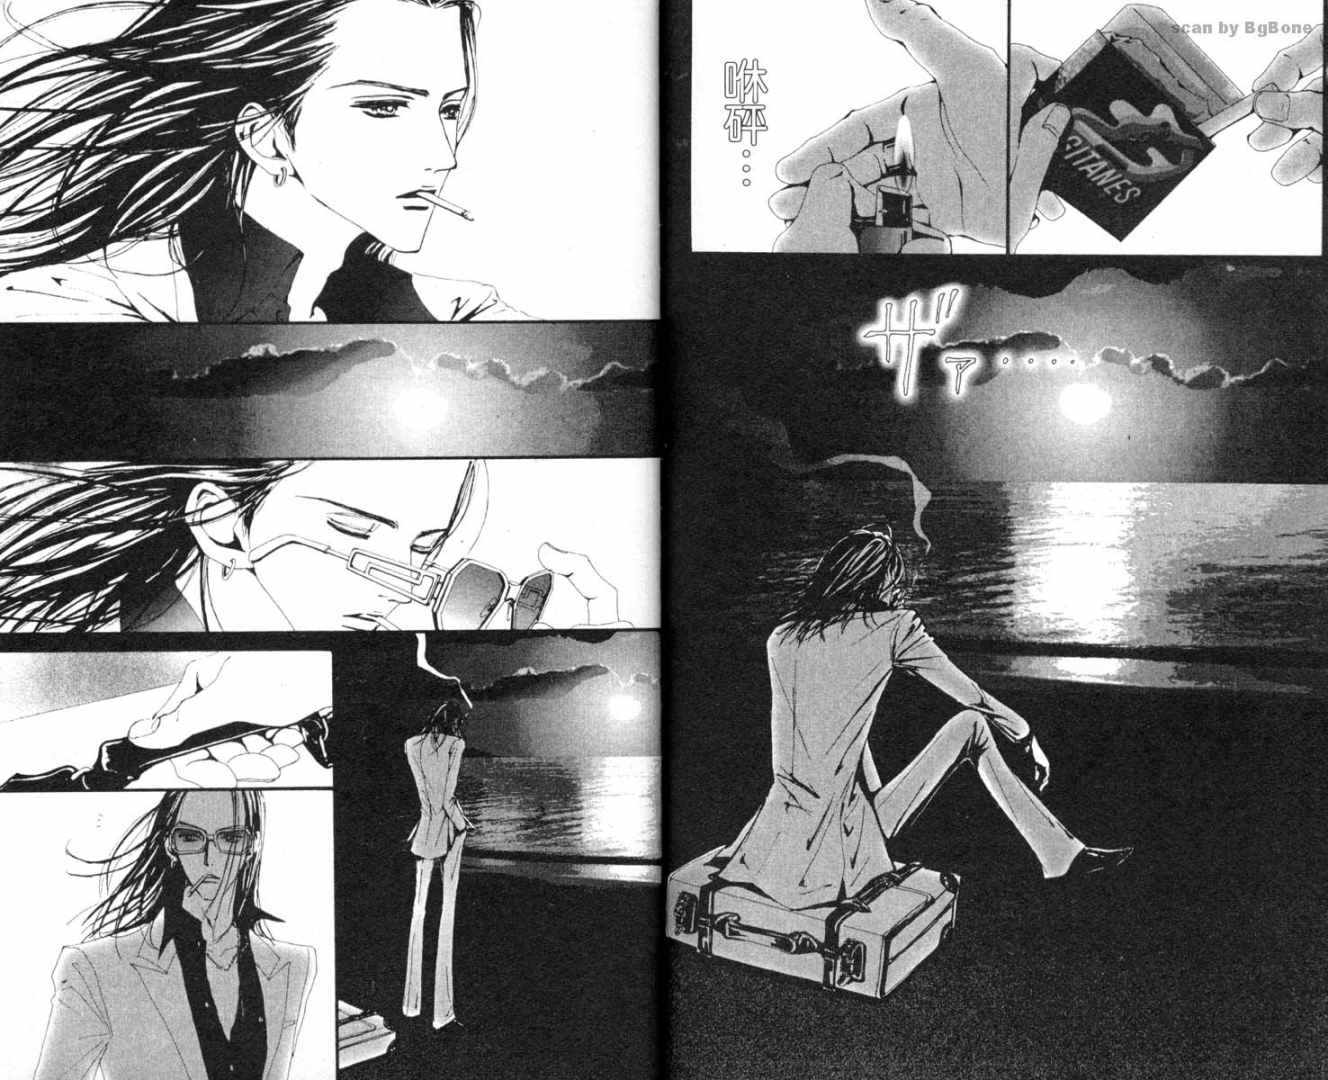 scan by BgBone
GITANES
咻砰…
ザァ……